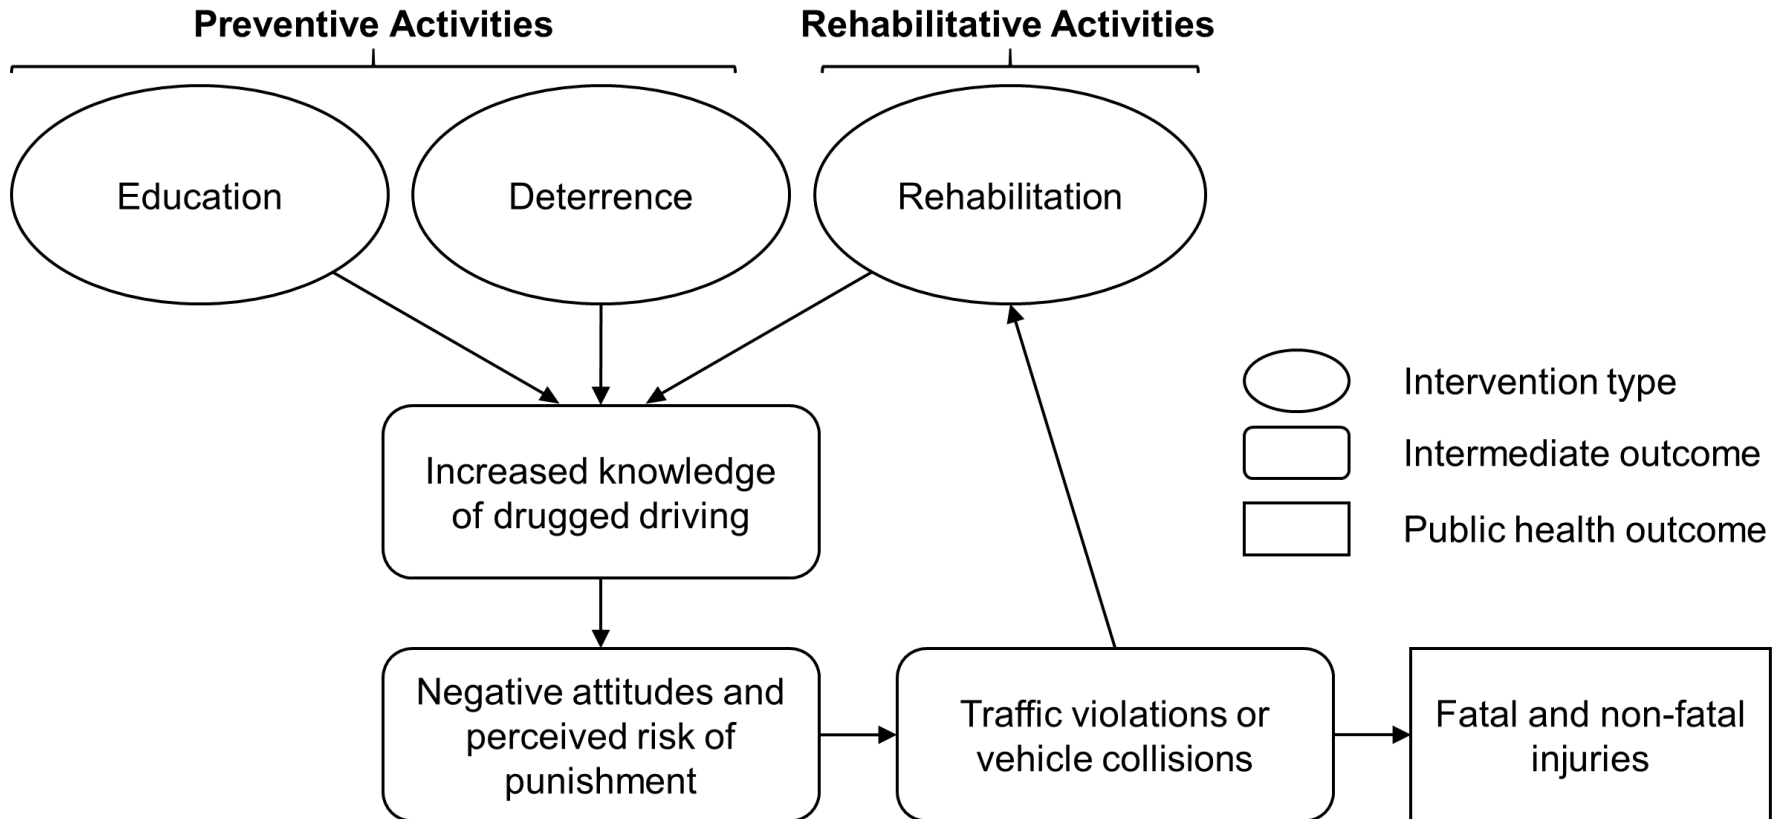 Preventive Activities
Rehabilitative Activities
Education
Deterrence
Rehabilitation
Increased knowledge
of drugged driving
Negative attitudes and
perceived risk of
punishment
Traffic violations or
vehicle collisions
Fatal and non-fatal
injuries
Intervention type
Intermediate outcome
Public health outcome